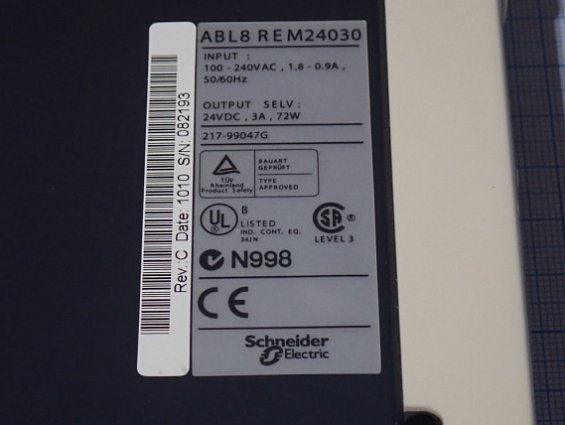 ABL8 REM24030
INPUT :
100 - 240VAC , 1.8 - 0.9A ,
50/60Hz
OUTPUT SELV :
24VDC , 3A , 72W
217-99047G
TÜV
Rheinland
Product Safety
BAUART
GEPRÜFT
TYPE
APPROVED
UL
B
LISTED
IND. CONT. EQ.
34JN
SA ®
LEVEL 3
N998
CE
Schneider
Electric
Rev.:C Date: 1010 S/N: 082193